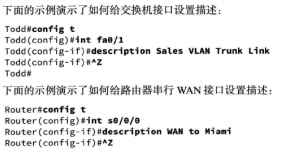 下面的示例演示了如何给交换机接口设置描述：
Todd#config t
Todd(config)#int fa0/1
Todd(config-if)#description Sales VLAN Trunk Link
Todd(config-if)#^Z
Todd#
下面的示例演示了如何给路由器串行 WAN 接口设置描述：
Router#config t
Router(config)#int s0/0/0
Router(config-if)#description WAN to Miami
Router(config-if)#^Z